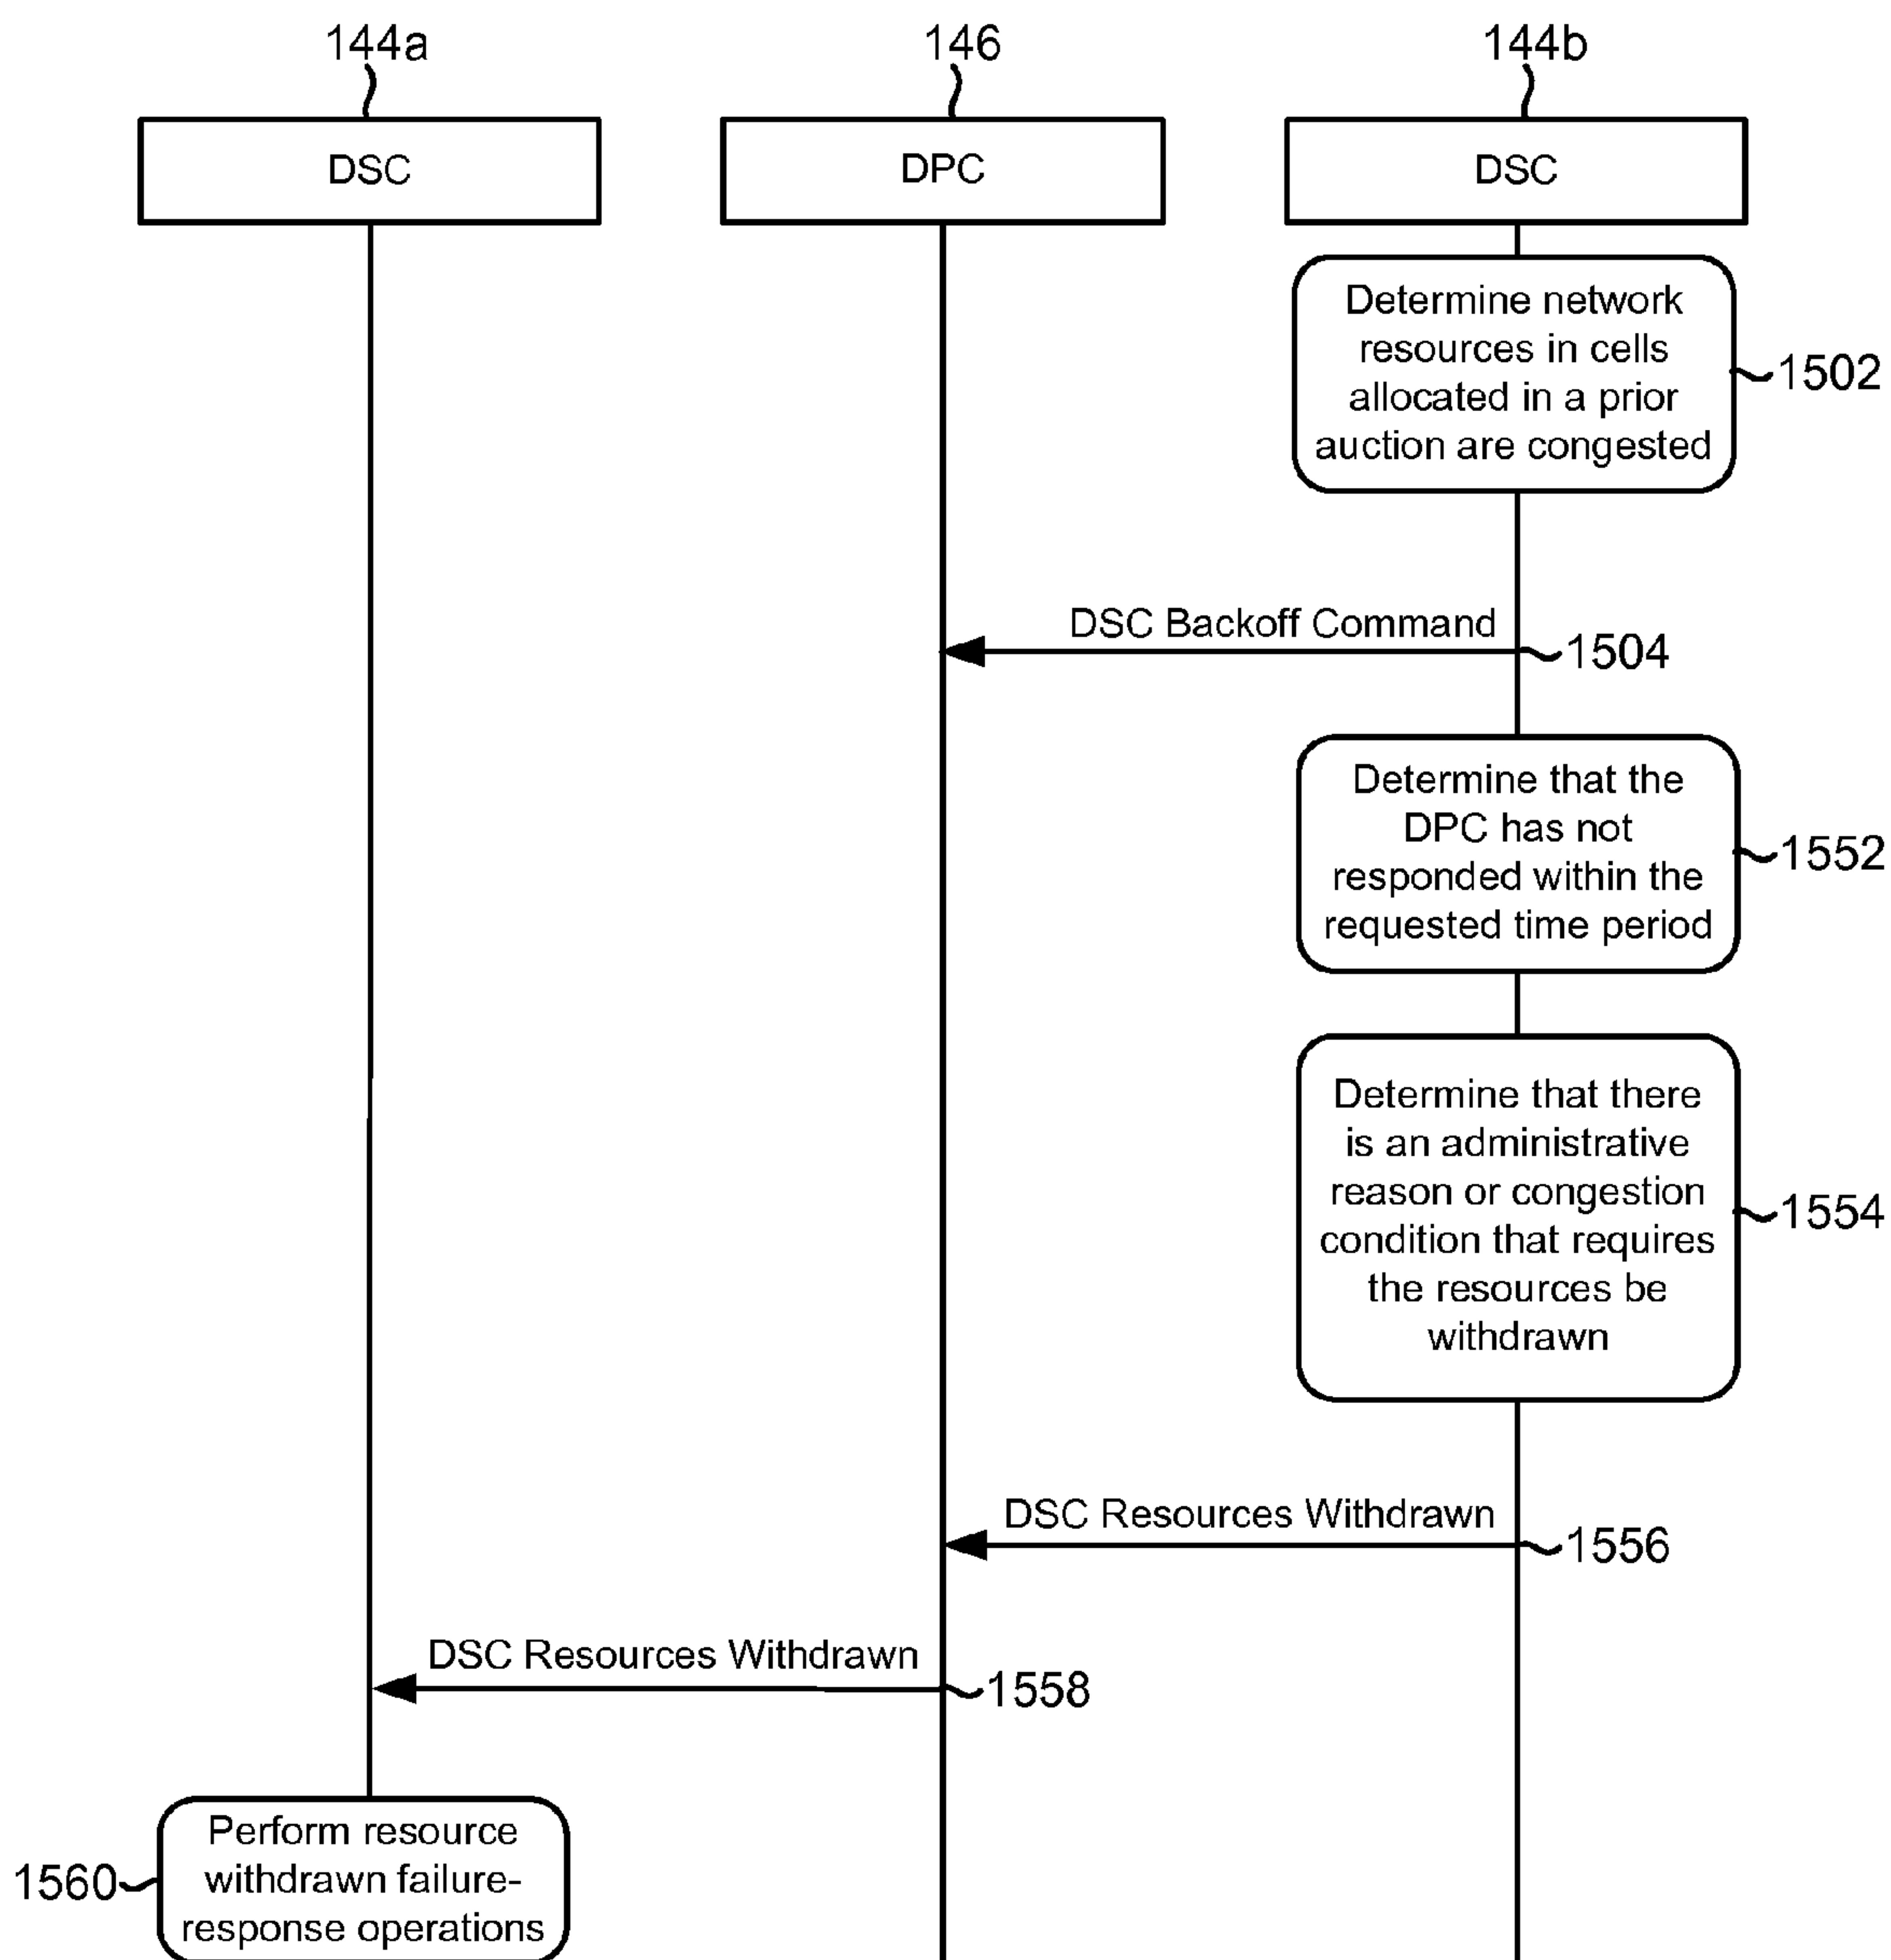 144a
146
144b
DSC
DPC
DSC
Determine network
resources in cells
allocated in a prior
auction are congested
1502
DSC Backoff Command
1504
Determine that the
DPC has not
responded within the
requested time period
1552
Determine that there
is an administrative
reason or congestion
condition that requires
the resources be
withdrawn
1554
DSC Resources Withdrawn
1556
DSC Resources Withdrawn
1558
Perform resource
withdrawn failure-
response operations
1560